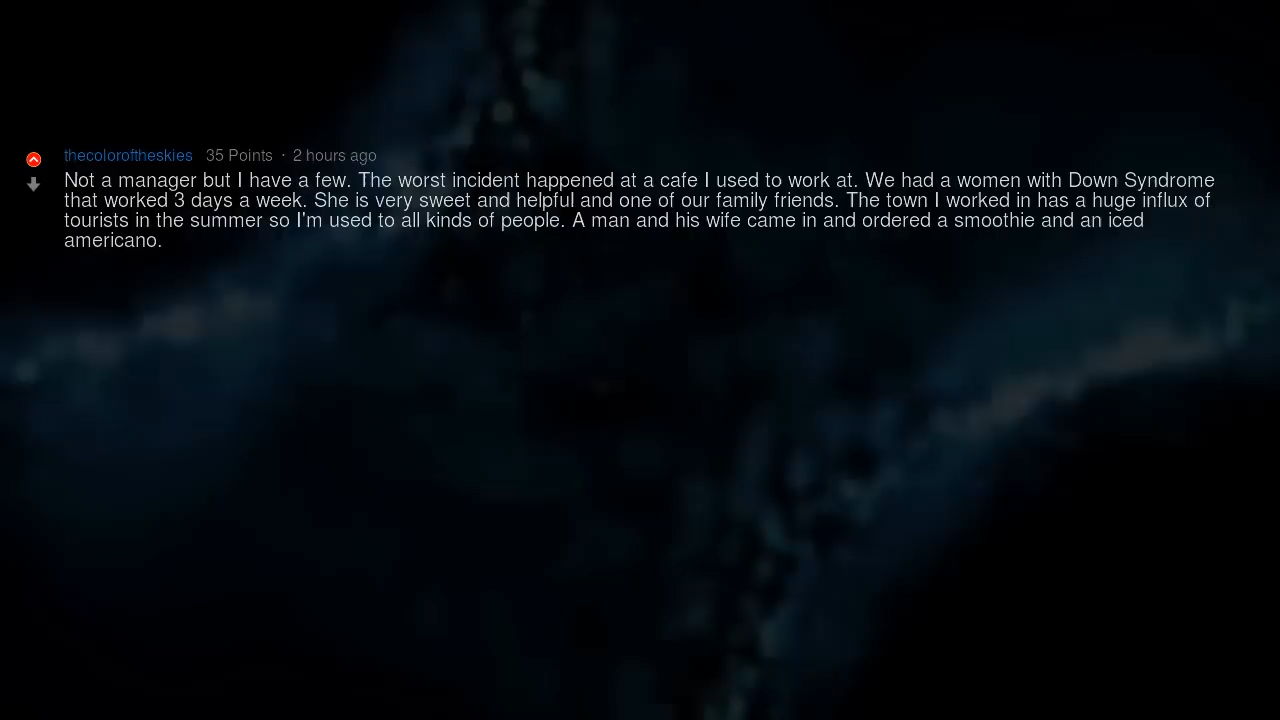 thecoloroftheskies 35 Points · 2 hours ago
Not a manager but I have a few. The worst incident happened at a cafe I used to work at. We had a women with Down Syndrome
that worked 3 days a week. She is very sweet and helpful and one of our family friends. The town I worked in has a huge influx of
tourists in the summer so I'm used to all kinds of people. A man and his wife came in and ordered a smoothie and an iced
americano.